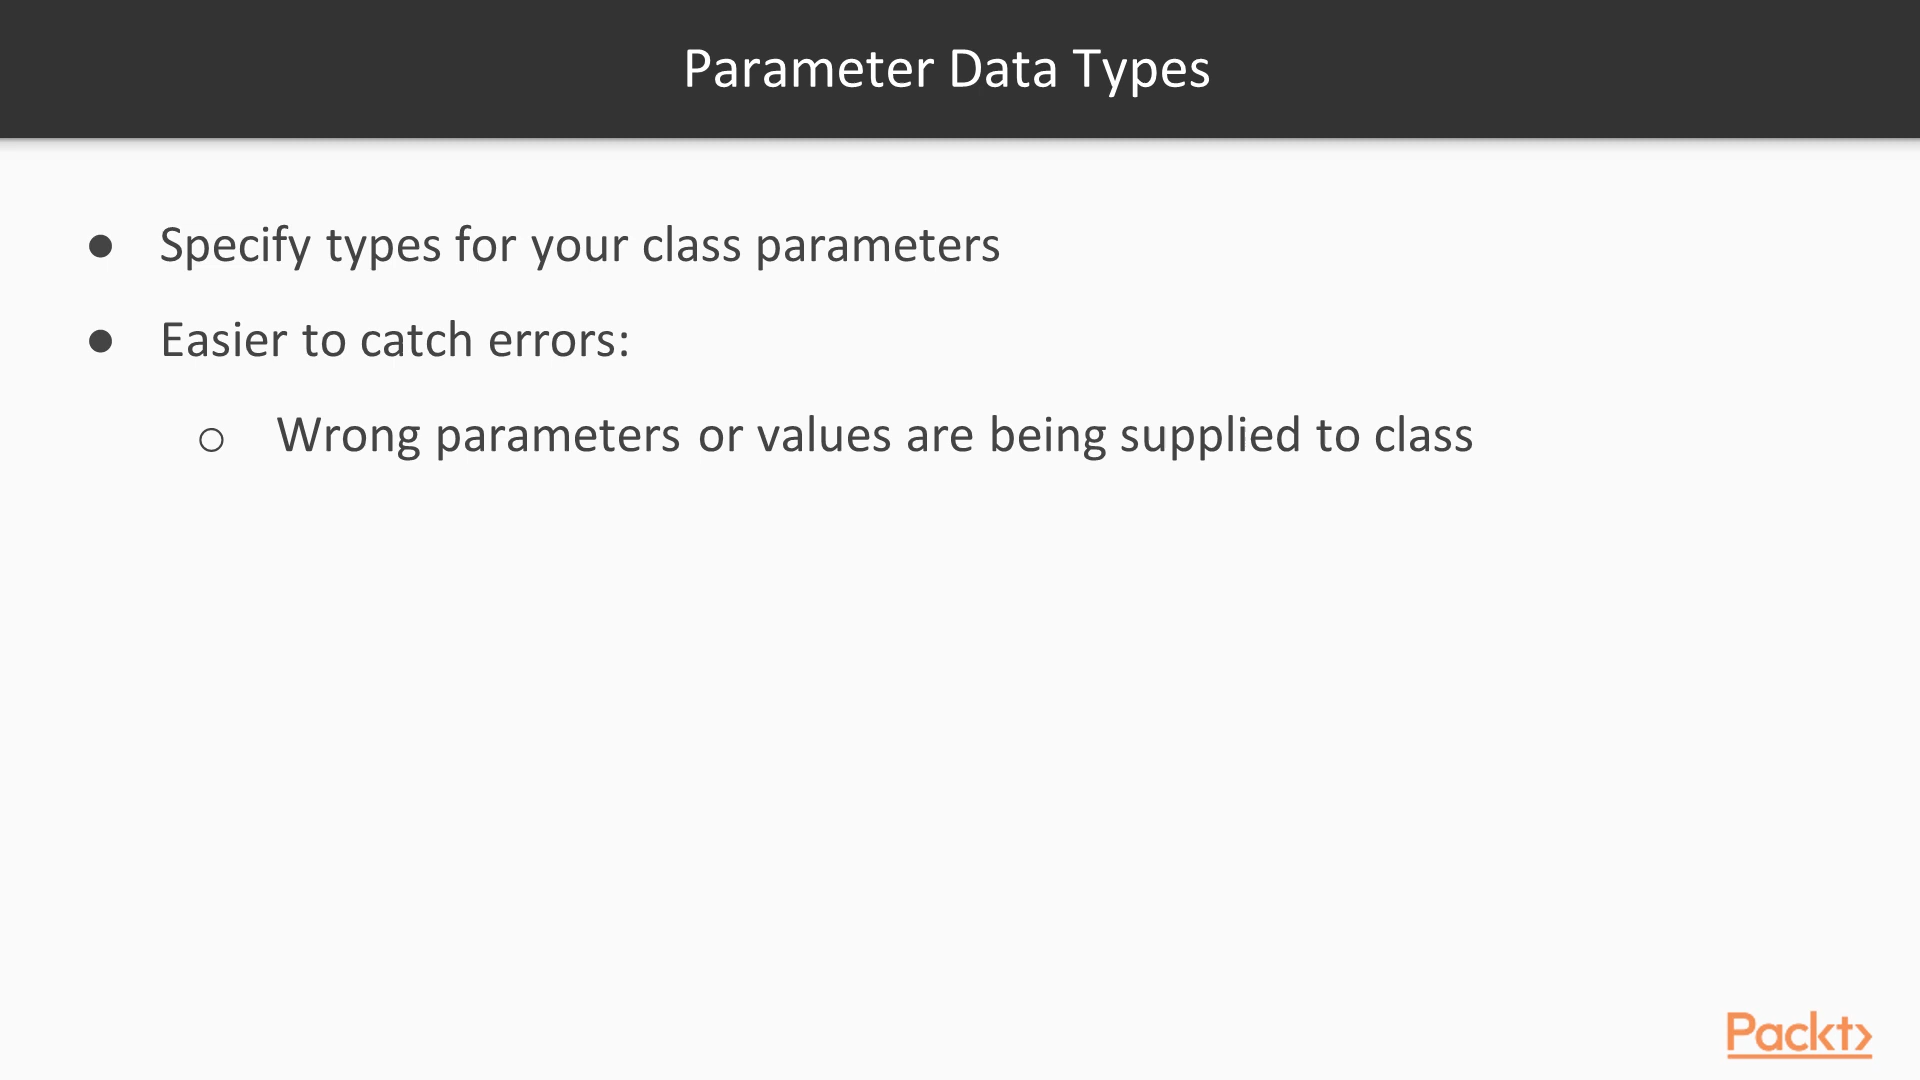 Parameter Data Types
● Specify types for your class parameters
● Easier to catch errors:
○ Wrong parameters or values are being supplied to class
Packt>